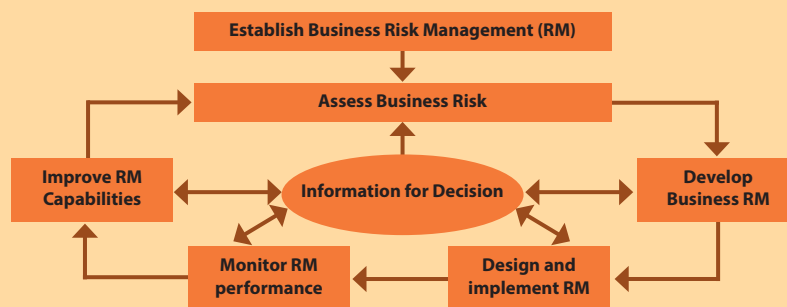 Establish Business Risk Management (RM)
Assess Business Risk
Improve RM
Capabilities
Information for Decision
Develop
Business RM
Monitor RM
performance
Design and
implement RM